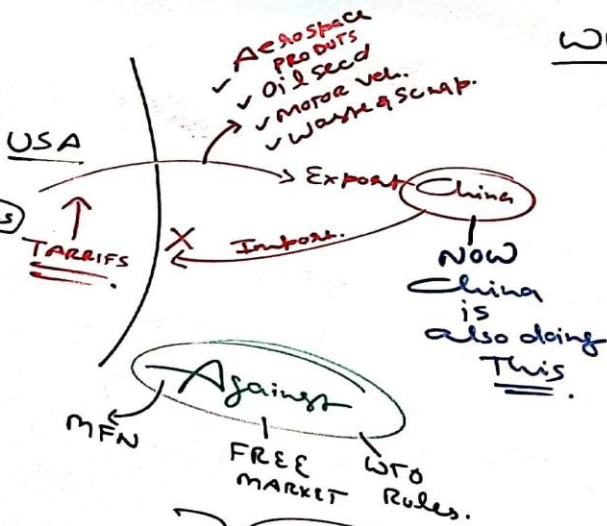 Aerospace
PRODUTS
✓ Oil seed
✓ MOTOR Veh.
✓ Waste & Scrap.
USA
TARRIFS
Export
China
X Import.
NOW
China
is
also doing
This.
Against
MFN
FREE
MARKET
WTO
Rules.